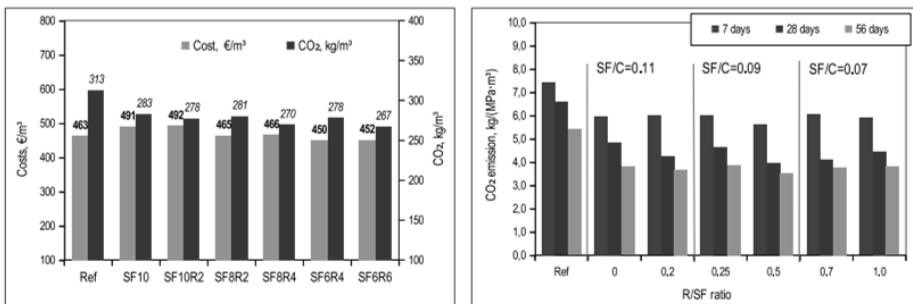 Cost, €/m³
CO₂, kg/m³
Costs, €/m³
800
700
600
500
400
300
200
100
463
313
491
283
492
278
465
281
466
270
450
278
452
267
Ref
SF10
SF10R2
SF8R2
SF8R4
SF6R4
SF6R6
400
350
300
250
200
150
100
CO₂, kg/m³
7 days
28 days
56 days
CO₂ emission, kg/(MPa·m³)
10,0
9,0
8,0
7,0
6,0
5,0
4,0
3,0
2,0
1,0
0,0
SF/C=0.11
SF/C=0.09
SF/C=0.07
Ref
0
0,2
0,25
0,5
0,7
1,0
R/SF ratio